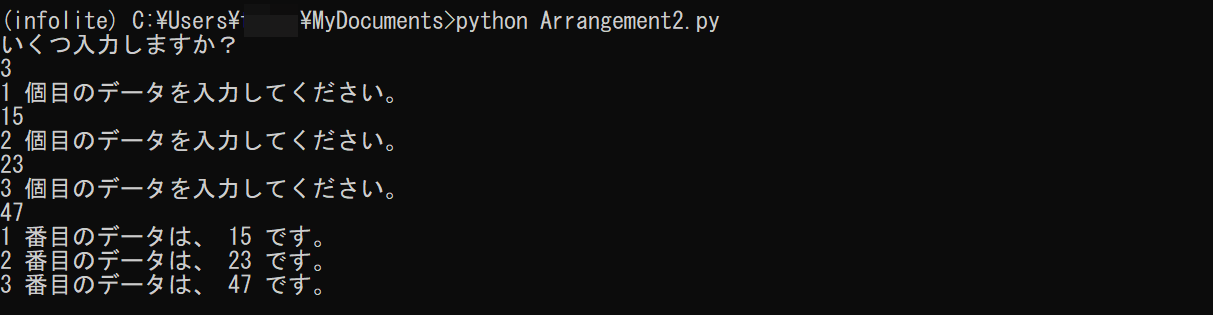 (infolite) C:¥Users¥ ¥MyDocuments>python Arrangement2.py
いくつ入力しますか？
3
1 個目のデータを入力してください。
15
2 個目のデータを入力してください。
23
3 個目のデータを入力してください。
47
1 番目のデータは、 15 です。
2 番目のデータは、 23 です。
3 番目のデータは、 47 です。